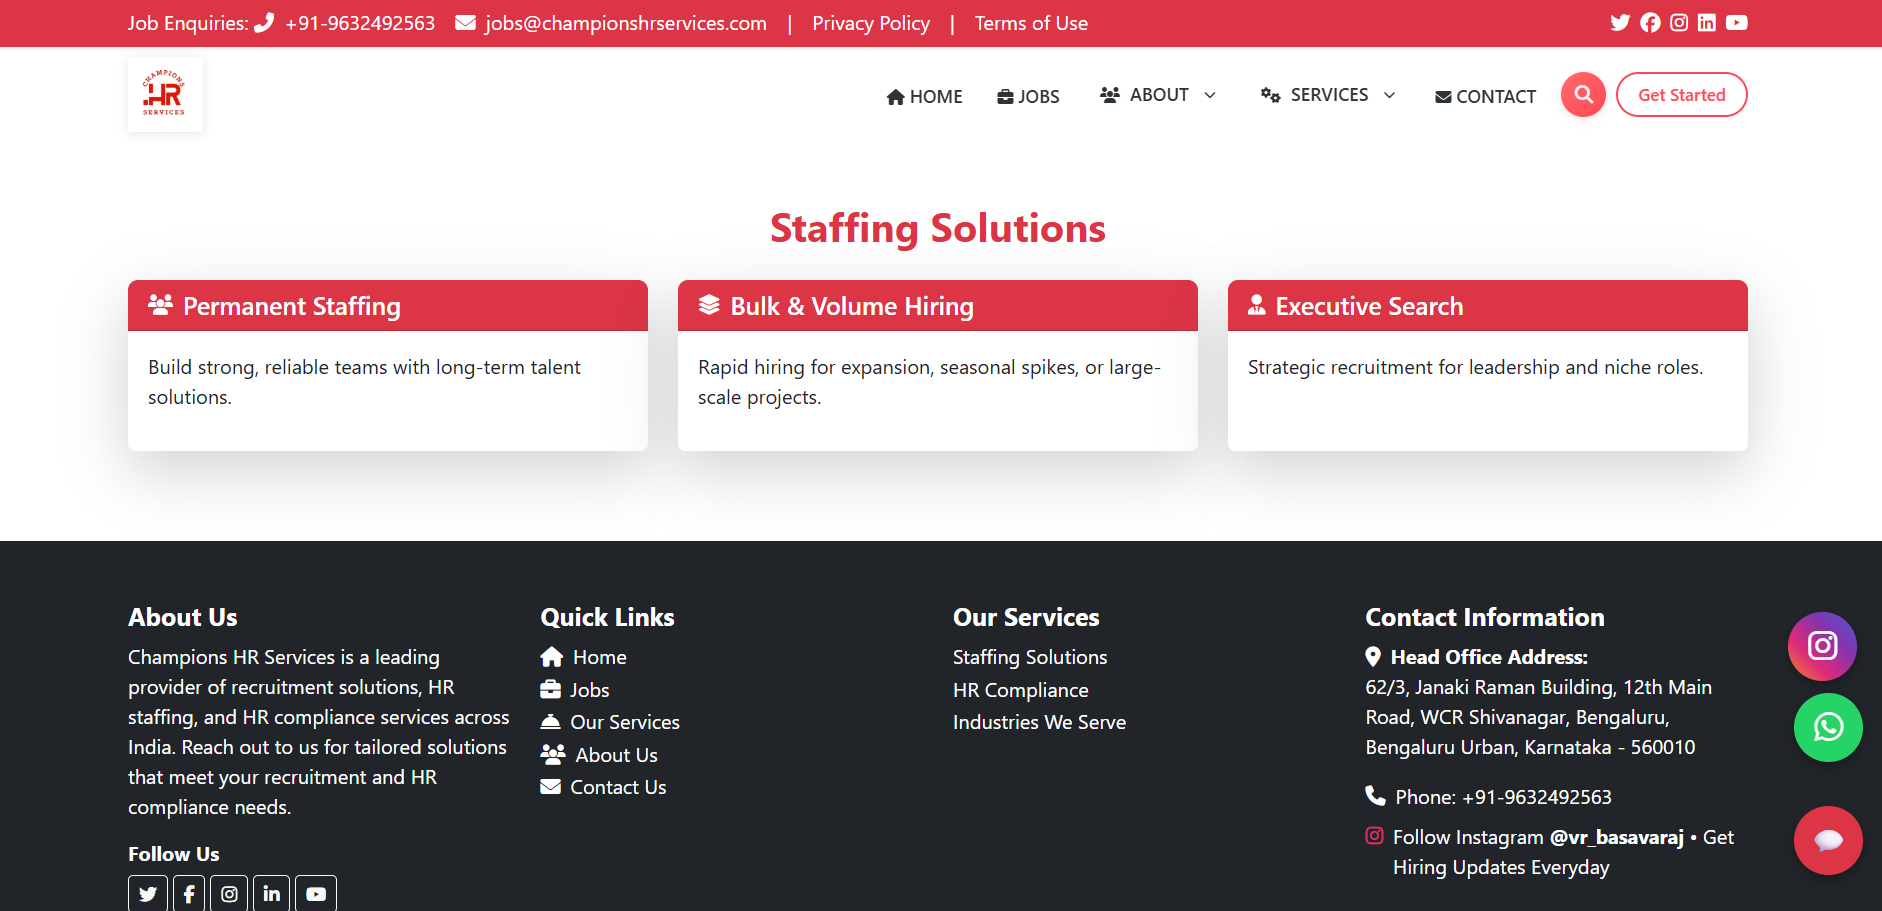 Job Enquiries: +91-9632492563 jobs@championshrservices.com | Privacy Policy | Terms of Use
CHAMPIONS
HR
SERVICES
HOME JOBS ABOUT SERVICES CONTACT Get Started
Staffing Solutions
Permanent Staffing
Build strong, reliable teams with long-term talent
solutions.
Bulk & Volume Hiring
Rapid hiring for expansion, seasonal spikes, or large-
scale projects.
Executive Search
Strategic recruitment for leadership and niche roles.
About Us
Champions HR Services is a leading
provider of recruitment solutions, HR
staffing, and HR compliance services across
India. Reach out to us for tailored solutions
that meet your recruitment and HR
compliance needs.
Follow Us
Quick Links
Home
Jobs
Our Services
About Us
Contact Us
Our Services
Staffing Solutions
HR Compliance
Industries We Serve
Contact Information
Head Office Address:
62/3, Janaki Raman Building, 12th Main
Road, WCR Shivanagar, Bengaluru,
Bengaluru Urban, Karnataka - 560010
Phone: +91-9632492563
Follow Instagram @vr_basavaraj • Get
Hiring Updates Everyday